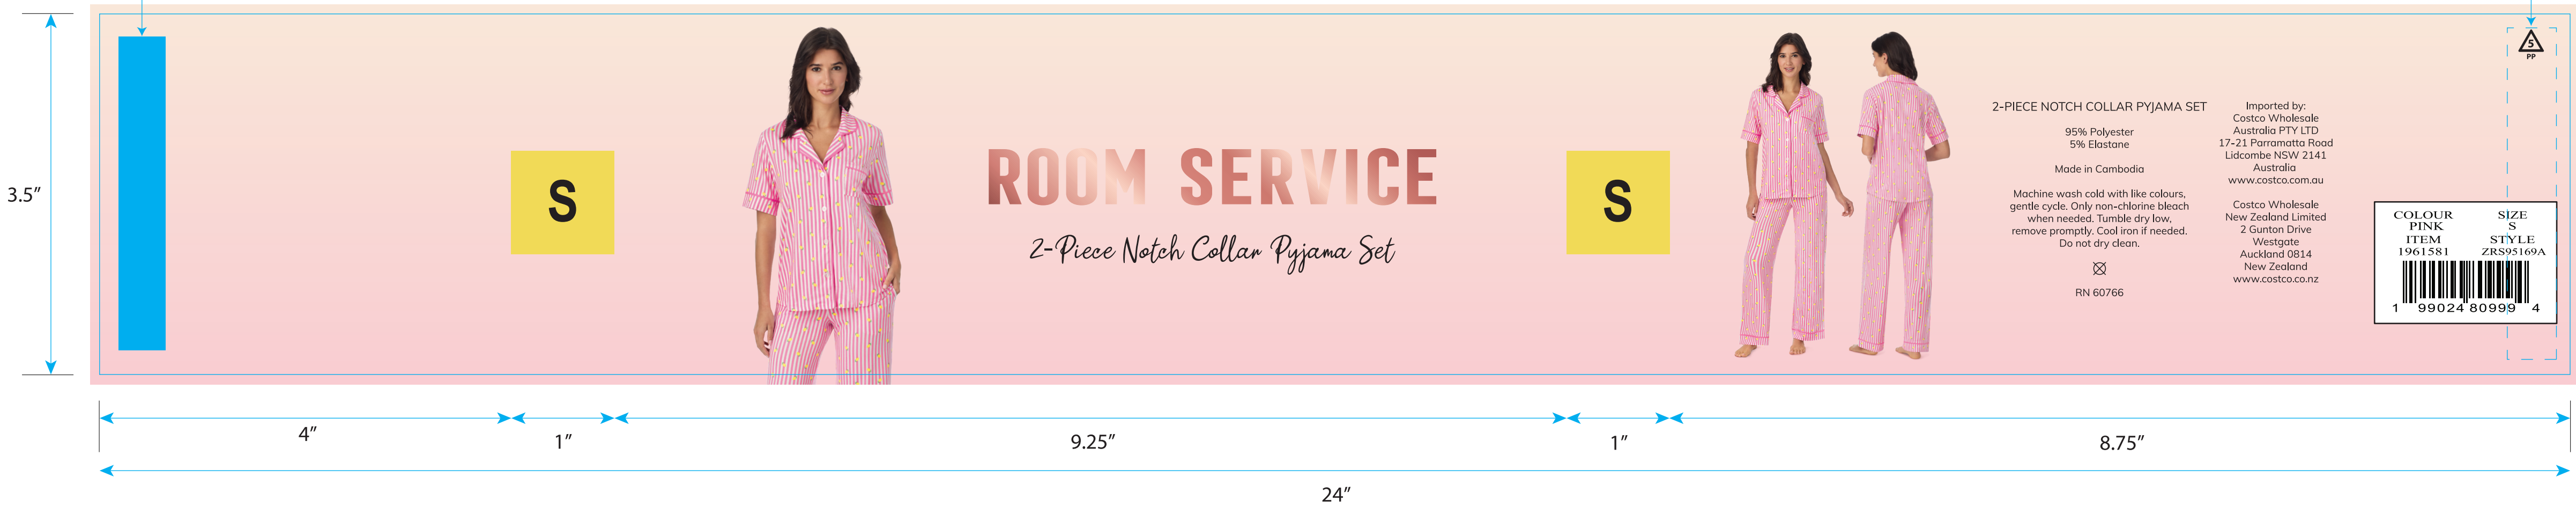 3.5”
S
ROOM SERVICE
2-Piece Notch Collar Pyjama Set
S
2-PIECE NOTCH COLLAR PYJAMA SET
95% Polyester
5% Elastane
Made in Cambodia
Machine wash cold with like colours,
gentle cycle. Only non-chlorine bleach
when needed. Tumble dry low,
remove promptly. Cool iron if needed.
Do not dry clean.
RN 60766
Imported by:
Costco Wholesale
Australia PTY LTD
17-21 Parramatta Road
Lidcombe NSW 2141
Australia
www.costco.com.au
Costco Wholesale
New Zealand Limited
2 Gunton Drive
Westgate
Auckland 0814
New Zealand
www.costco.co.nz
5
PP
COLOUR SIZE
PINK S
ITEM STYLE
1961581 ZRS95169A
1 99024 80999 4
4” 1” 9.25” 1” 8.75”
24”